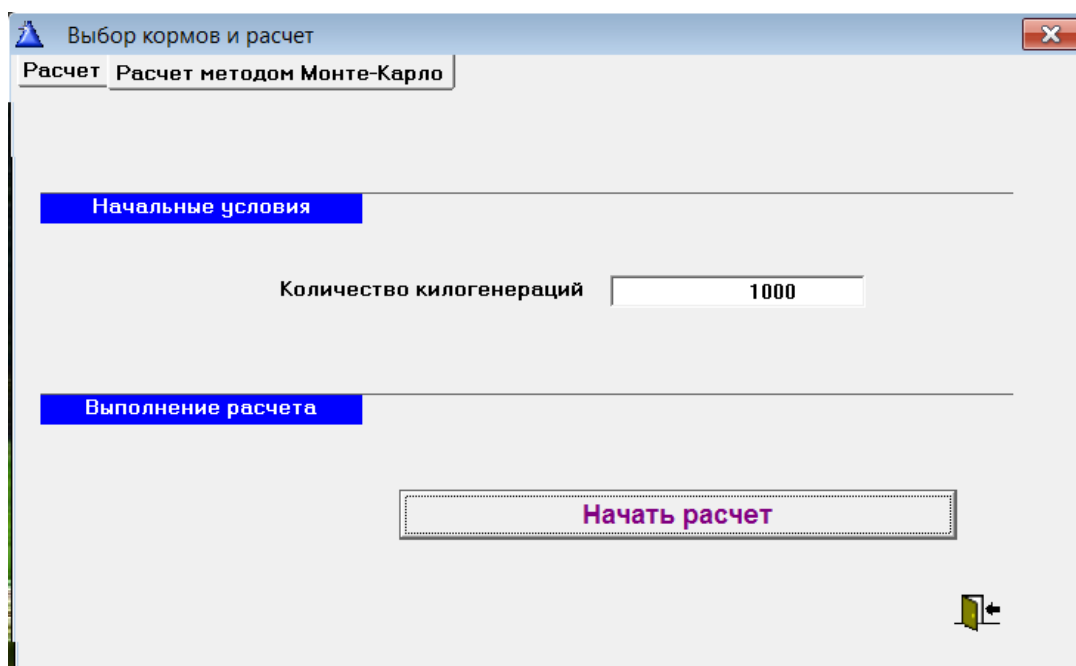 Выбор кормов и расчет
Расчет Расчет методом Монте-Карло
Начальные условия
Количество килогенераций 1000
Выполнение расчета
Начать расчет